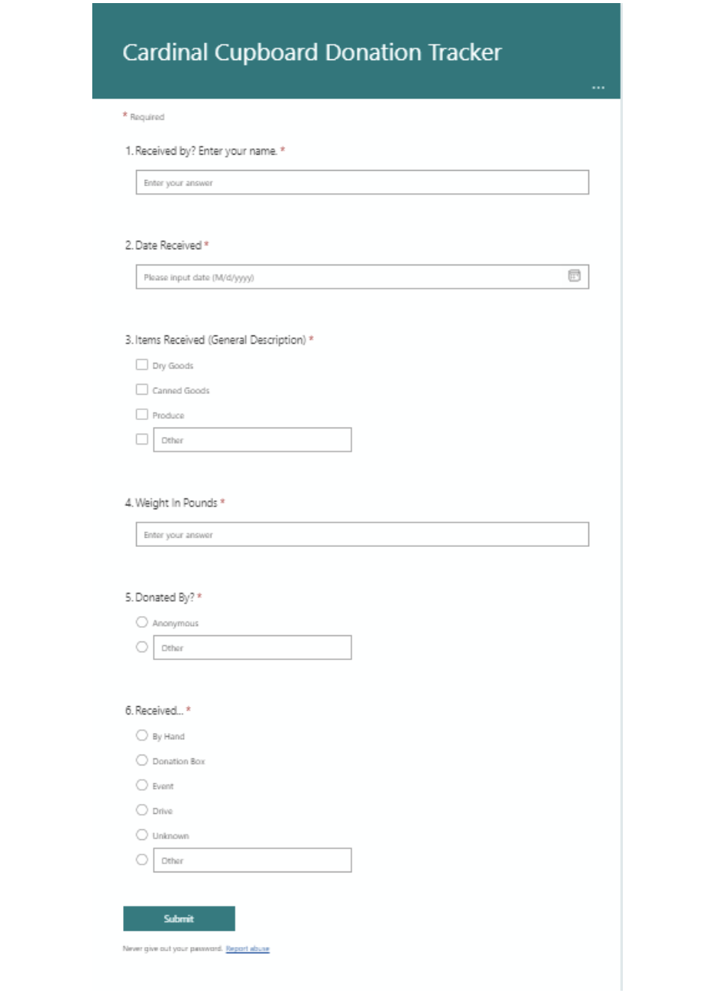 Cardinal Cupboard Donation Tracker
...
* Required
1. Received by? Enter your name. *
Enter your answer
2. Date Received *
Please input date (M/d/yyyy)
3. Items Received (General Description) *
Dry Goods
Canned Goods
Produce
Other
4. Weight In Pounds *
Enter your answer
5. Donated By? *
Anonymous
Other
6. Received... *
By Hand
Donation Box
Event
Drive
Unknown
Other
Submit
Never give out your password. Report abuse